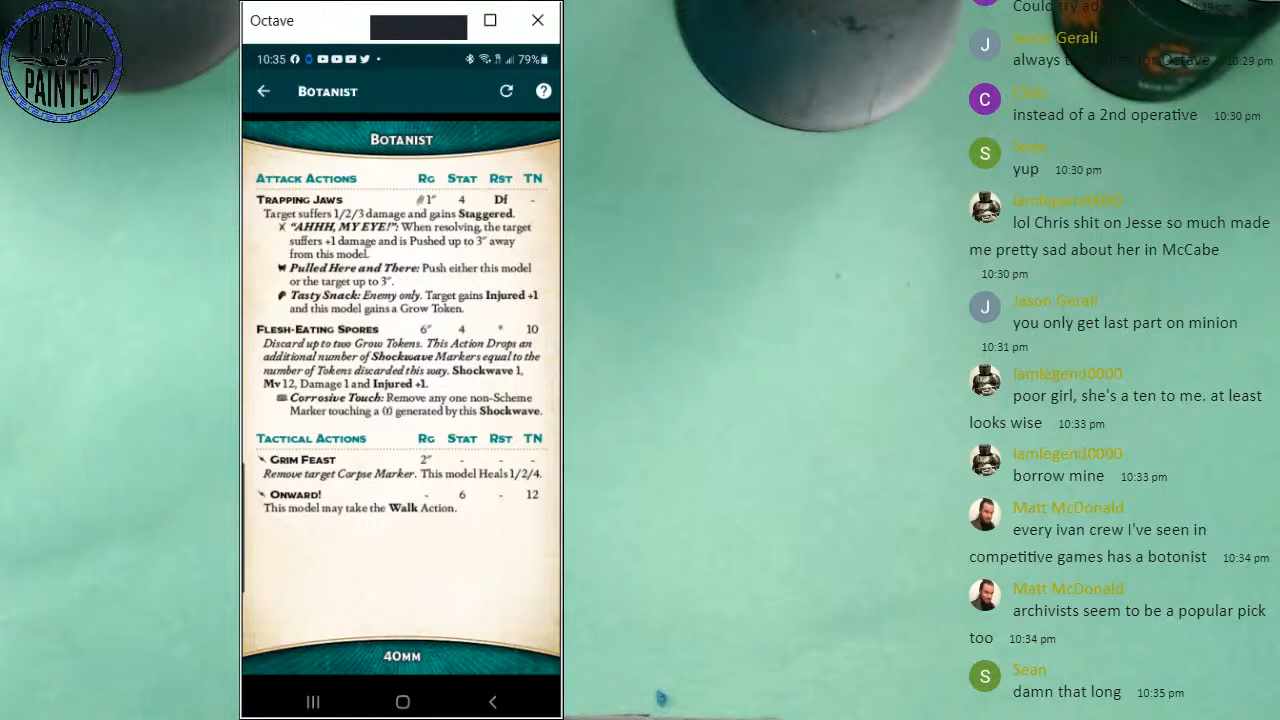 PLAY IT
PAINTED
Octave
10:35
79%
BOTANIST
BOTANIST
ATTACK ACTIONS RG STAT RST TN
TRAPPING JAWS 1" 4 Df -
Target suffers 1/2/3 damage and gains Staggered.
"AHHH, MY EYE!": When resolving, the target
suffers +1 damage and is Pushed up to 3" away
from this model.
Pulled Here and There: Push either this model
or the target up to 3".
Tasty Snack: Enemy only. Target gains Injured +1
and this model gains a Grow Token.
FLESH-EATING SPORES 6" 4 * 10
Discard up to two Grow Tokens. This Action Drops an
additional number of Shockwave Markers equal to the
number of Tokens discarded this way. Shockwave 1,
Mv 12, Damage 1 and Injured +1.
Corrosive Touch: Remove any one non-Scheme
Marker touching a (t) generated by this Shockwave.
TACTICAL ACTIONS RG STAT RST TN
GRIM FEAST 2" - - -
Remove target Corpse Marker. This model Heals 1/2/4.
ONWARD! - 6 - 12
This model may take the Walk Action.
40MM
Could try 10:29 pm
J Jason Gerali
always Octave 10:29 pm
C Chris
instead of a 2nd operative 10:30 pm
S Sean
yup 10:30 pm
Iamlegend0000
lol Chris shit on Jesse so much made
me pretty sad about her in McCabe
10:30 pm
J Jason Gerali
you only get last part on minion
10:31 pm
Iamlegend0000
poor girl, she's a ten to me. at least
looks wise 10:33 pm
Iamlegend0000
borrow mine 10:33 pm
Matt McDonald
every ivan crew I've seen in
competitive games has a botonist 10:34 pm
Matt McDonald
archivists seem to be a popular pick
too 10:34 pm
S Sean
damn that long 10:35 pm